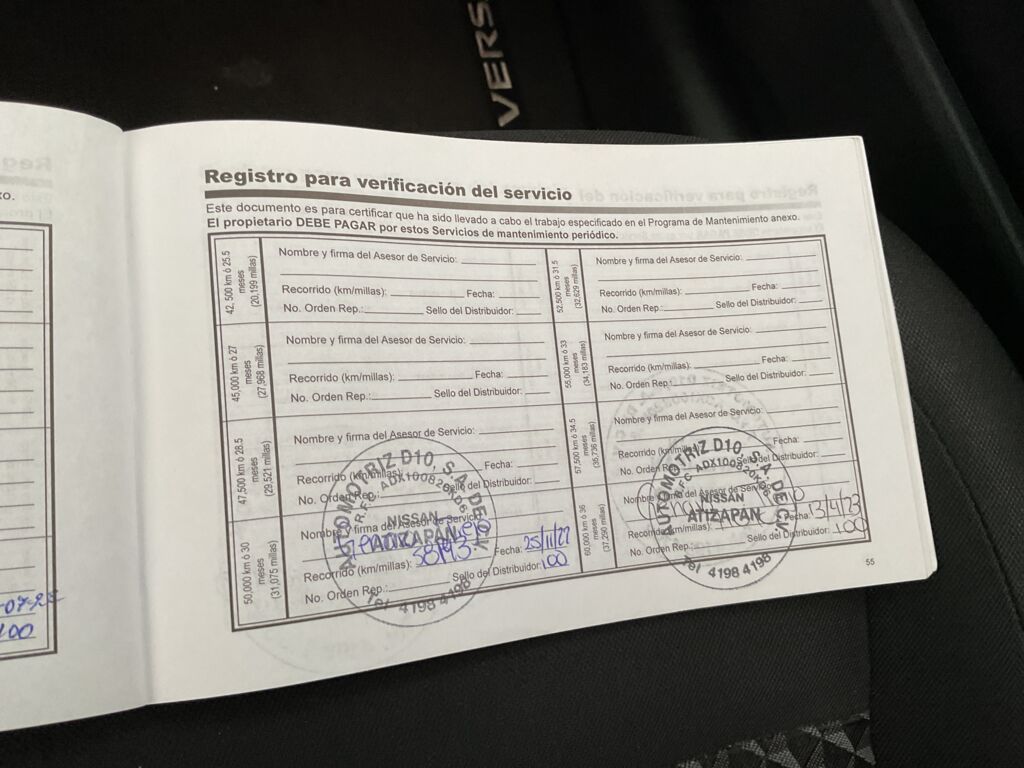 VERS
Registro para verificación del servicio
Este documento es para certificar que ha sido llevado a cabo el trabajo especificado en el Programa de Mantenimiento anexo.
El propietario DEBE PAGAR por estos Servicios de mantenimiento periódico.
42, 500 km ó 25.5
meses
(20,199 millas)
Nombre y firma del Asesor de Servicio:
Recorrido (km/millas): Fecha:
No. Orden Rep.: Sello del Distribuidor:
45,000 km ó 27
meses
(27,968 millas)
Nombre y firma del Asesor de Servicio:
Recorrido (km/millas): Fecha:
No. Orden Rep.: Sello del Distribuidor:
47,500 km ó 28.5
meses
(29,521 millas)
Nombre y firma del Asesor de Servicio:
Recorrido (km/millas): Fecha:
No. Orden Rep.: Sello del Distribuidor:
50,000 km ó 30
meses
(31,075 millas)
Nombre y firma del Asesor de Servicio:
Recorrido (km/millas): Fecha: 25/11/22
No. Orden Rep.: Sello del Distribuidor: 100
AUTOMOTRIZ D10, S.A. DE C.V.
R.F.C. ADX100820KD6
NISSAN
ATIZAPÁN
Tel 4198 4198
52,500 km ó 31.5
meses
(32,629 millas)
Nombre y firma del Asesor de Servicio:
Recorrido (km/millas): Fecha:
No. Orden Rep.: Sello del Distribuidor:
55,000 km ó 33
meses
(34,183 millas)
Nombre y firma del Asesor de Servicio:
Recorrido (km/millas): Fecha:
No. Orden Rep.: Sello del Distribuidor:
57,500 km ó 34.5
meses
(35,736 millas)
Nombre y firma del Asesor de Servicio:
Recorrido (km/millas): Fecha:
No. Orden Rep.: Sello del Distribuidor:
60,000 km ó 36
meses
(37,290 millas)
Nombre y firma del Asesor de Servicio:
Recorrido (km/millas): Fecha: 13/4/23
No. Orden Rep.: Sello del Distribuidor: 100
AUTOMOTRIZ D10, S.A. DE C.V.
R.F.C. ADX100820KD6
NISSAN
ATIZAPÁN
Tel 4198 4198
55
100